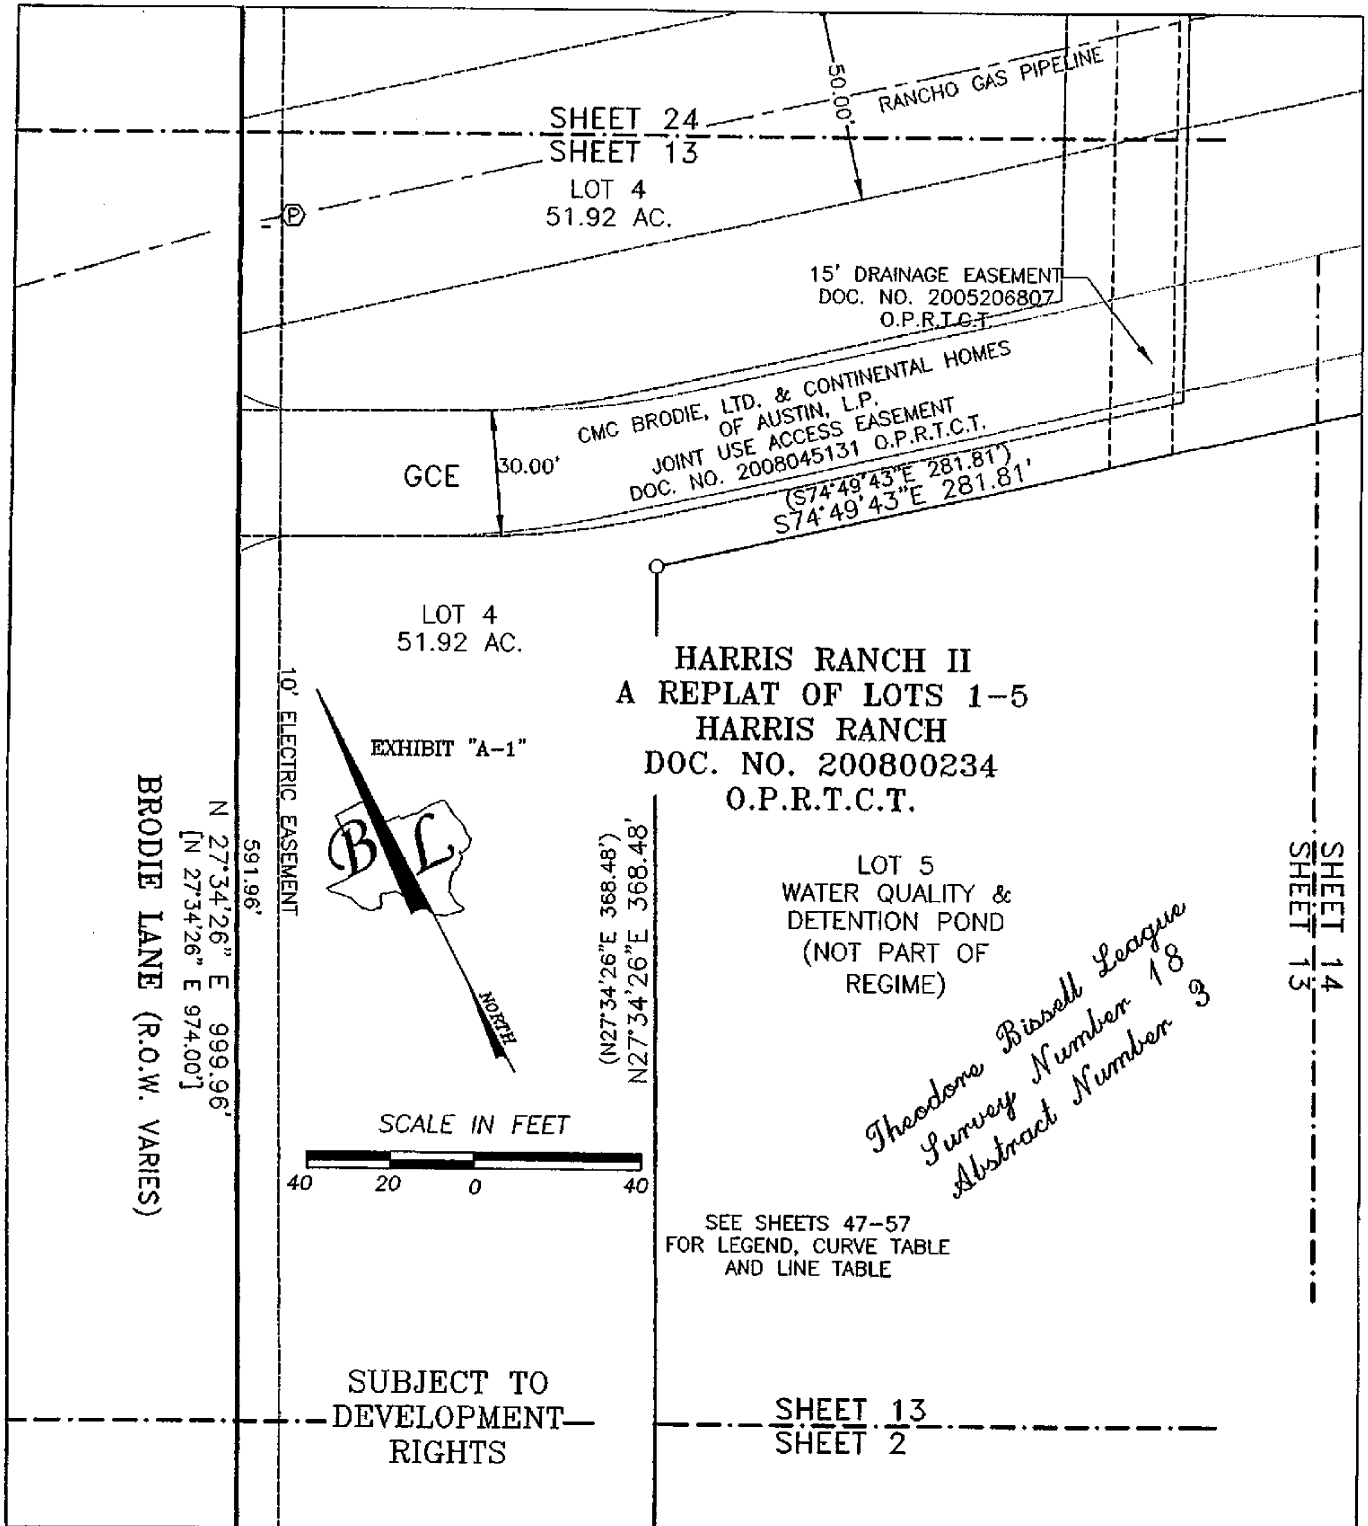 50.00'
RANCHO GAS PIPELINE
SHEET 24
SHEET 13
LOT 4
51.92 AC.
P
15' DRAINAGE EASEMENT
DOC. NO. 2005206807
O.P.R.T.C.T.
CMC BRODIE, LTD. & CONTINENTAL HOMES
OF AUSTIN, L.P.
JOINT USE ACCESS EASEMENT
DOC. NO. 2008045131 O.P.R.T.C.T.
GCE
30.00'
(S74°49'43"E 281.81')
S74°49'43"E 281.81'
LOT 4
51.92 AC.
HARRIS RANCH II
A REPLAT OF LOTS 1-5
HARRIS RANCH
DOC. NO. 200800234
O.P.R.T.C.T.
10' ELECTRIC EASEMENT
EXHIBIT "A-1"
B L
NORTH
BRODIE LANE (R.O.W. VARIES)
N 27°34'26" E 999.96'
[N 27°34'26" E 974.00']
591.96'
(N27°34'26"E 368.48')
N27°34'26"E 368.48'
LOT 5
WATER QUALITY &
DETENTION POND
(NOT PART OF
REGIME)
SHEET 14
SHEET 13
Theodore Bissell League
Survey Number 18
Abstract Number 3
SCALE IN FEET
40 20 0 40
SEE SHEETS 47-57
FOR LEGEND, CURVE TABLE
AND LINE TABLE
SUBJECT TO
DEVELOPMENT
RIGHTS
SHEET 13
SHEET 2